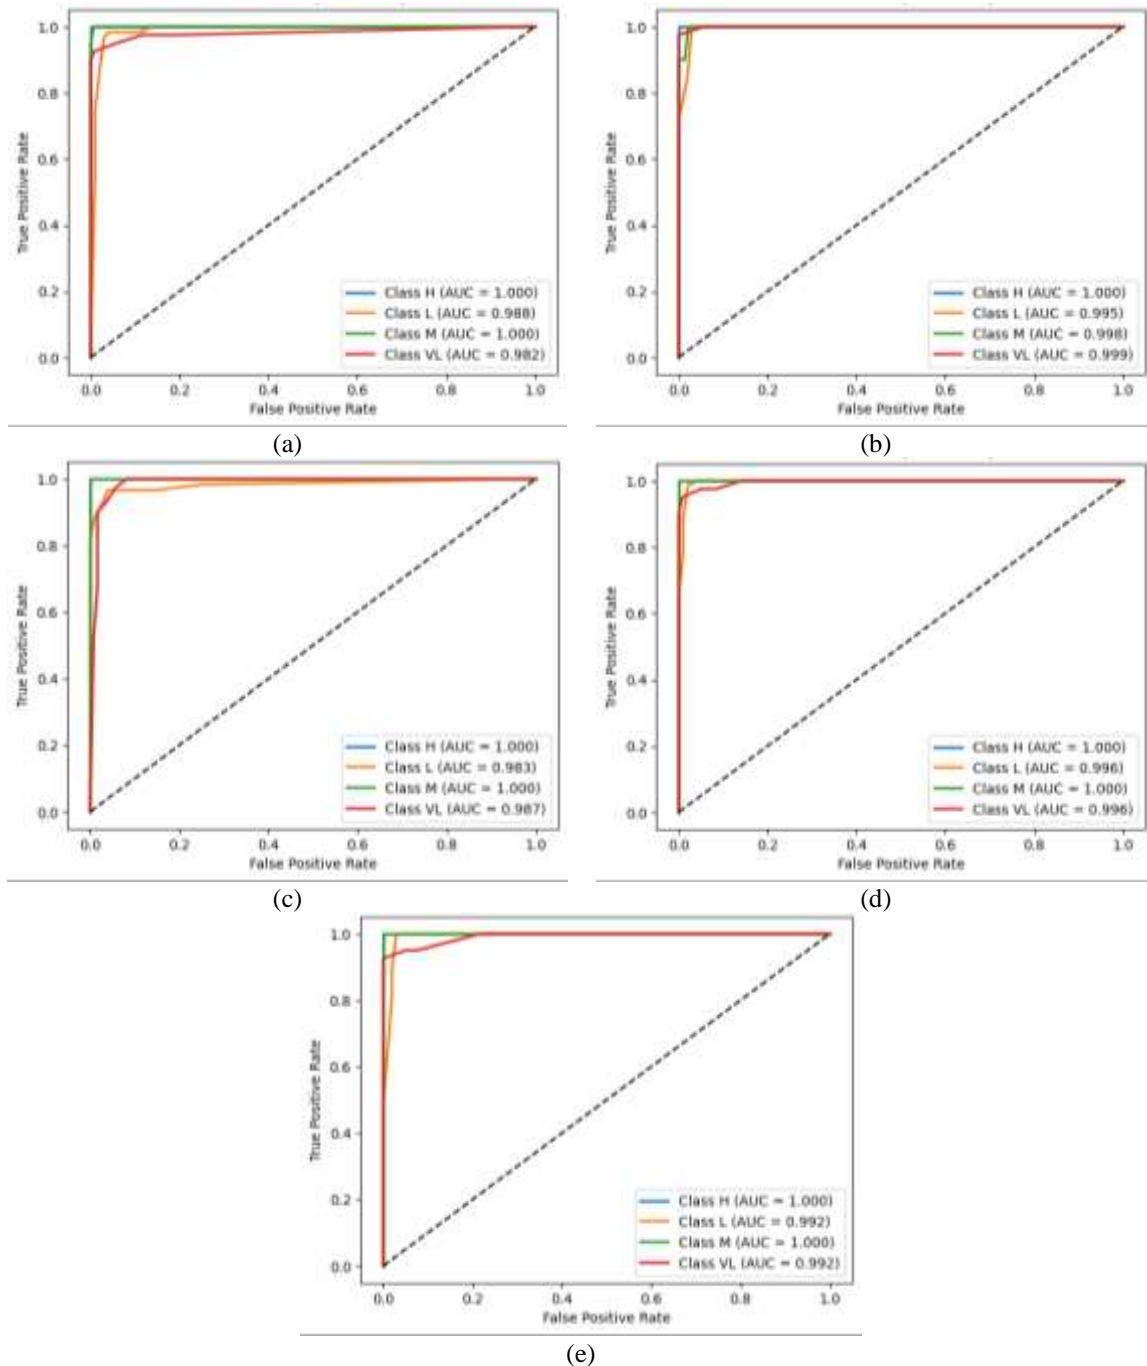 1.0
0.8
0.6
0.4
0.2
0.0
True Positive Rate
Class H (AUC = 1.000)
Class L (AUC = 0.988)
Class M (AUC = 1.000)
Class VL (AUC = 0.982)
0.0 0.2 0.4 0.6 0.8 1.0
False Positive Rate
(a)
1.0
0.8
0.6
0.4
0.2
0.0
True Positive Rate
Class H (AUC = 1.000)
Class L (AUC = 0.995)
Class M (AUC = 0.998)
Class VL (AUC = 0.999)
0.0 0.2 0.4 0.6 0.8 1.0
False Positive Rate
(b)
1.0
0.8
0.6
0.4
0.2
0.0
True Positive Rate
Class H (AUC = 1.000)
Class L (AUC = 0.983)
Class M (AUC = 1.000)
Class VL (AUC = 0.987)
0.0 0.2 0.4 0.6 0.8 1.0
False Positive Rate
(c)
1.0
0.8
0.6
0.4
0.2
0.0
True Positive Rate
Class H (AUC = 1.000)
Class L (AUC = 0.996)
Class M (AUC = 1.000)
Class VL (AUC = 0.996)
0.0 0.2 0.4 0.6 0.8 1.0
False Positive Rate
(d)
1.0
0.8
0.6
0.4
0.2
0.0
True Positive Rate
Class H (AUC = 1.000)
Class L (AUC = 0.992)
Class M (AUC = 1.000)
Class VL (AUC = 0.992)
0.0 0.2 0.4 0.6 0.8 1.0
False Positive Rate
(e)